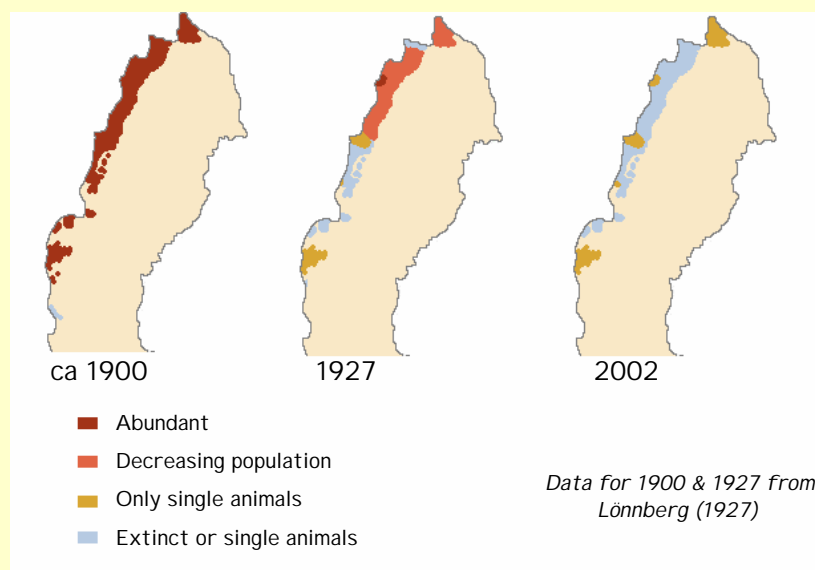 ca 1900
1927
2002
Abundant
Decreasing population
Only single animals
Extinct or single animals
Data for 1900 & 1927 from
Lönnberg (1927)